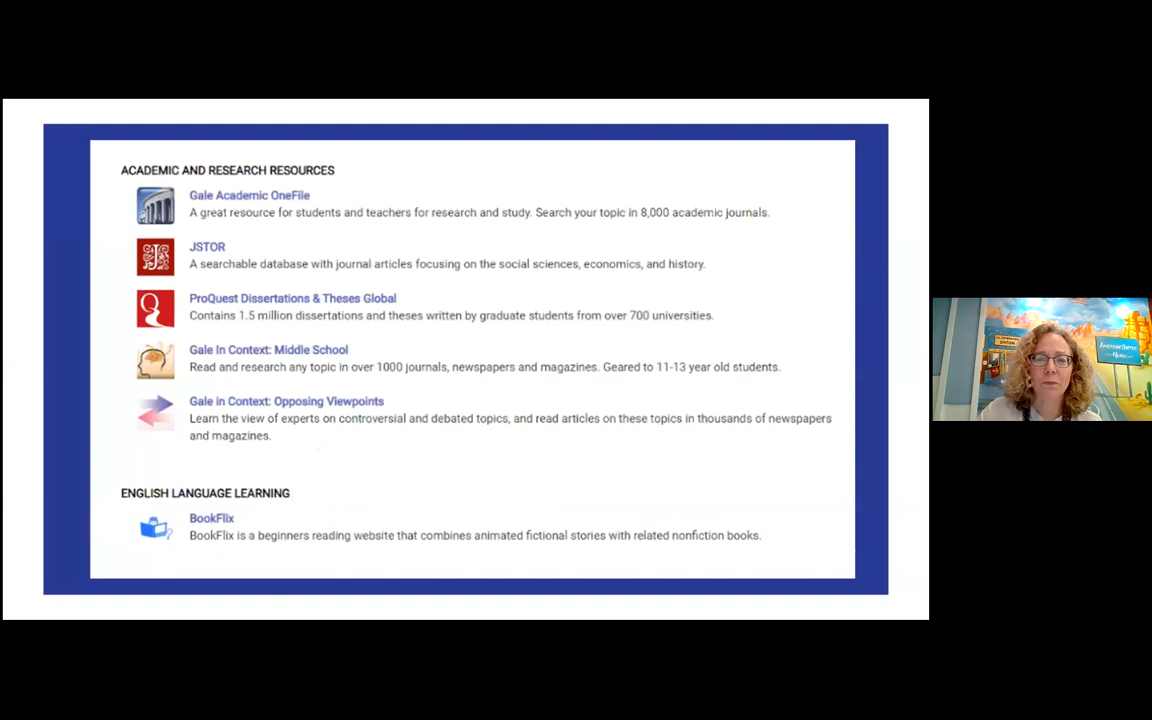 ACADEMIC AND RESEARCH RESOURCES
Gale Academic OneFile
A great resource for students and teachers for research and study. Search your topic in 8,000 academic journals.
JSTOR
A searchable database with journal articles focusing on the social sciences, economics, and history.
ProQuest Dissertations & Theses Global
Contains 1.5 million dissertations and theses written by graduate students from over 700 universities.
Gale In Context: Middle School
Read and research any topic in over 1000 journals, newspapers and magazines. Geared to 11-13 year old students.
Gale in Context: Opposing Viewpoints
Learn the view of experts on controversial and debated topics, and read articles on these topics in thousands of newspapers
and magazines.
ENGLISH LANGUAGE LEARNING
BookFlix
BookFlix is a beginners reading website that combines animated fictional stories with related nonfiction books.